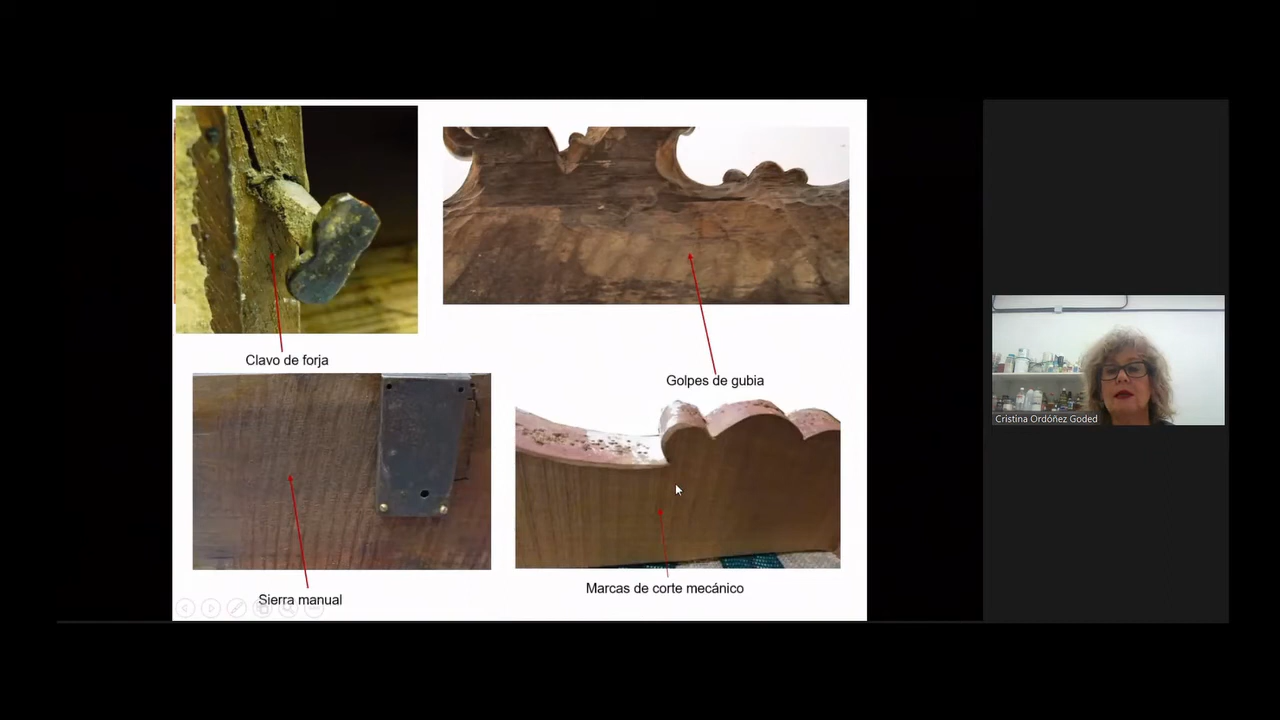 Clavo de forja
Golpes de gubia
Sierra manual
Marcas de corte mecánico
Cristina Ordóñez Goded